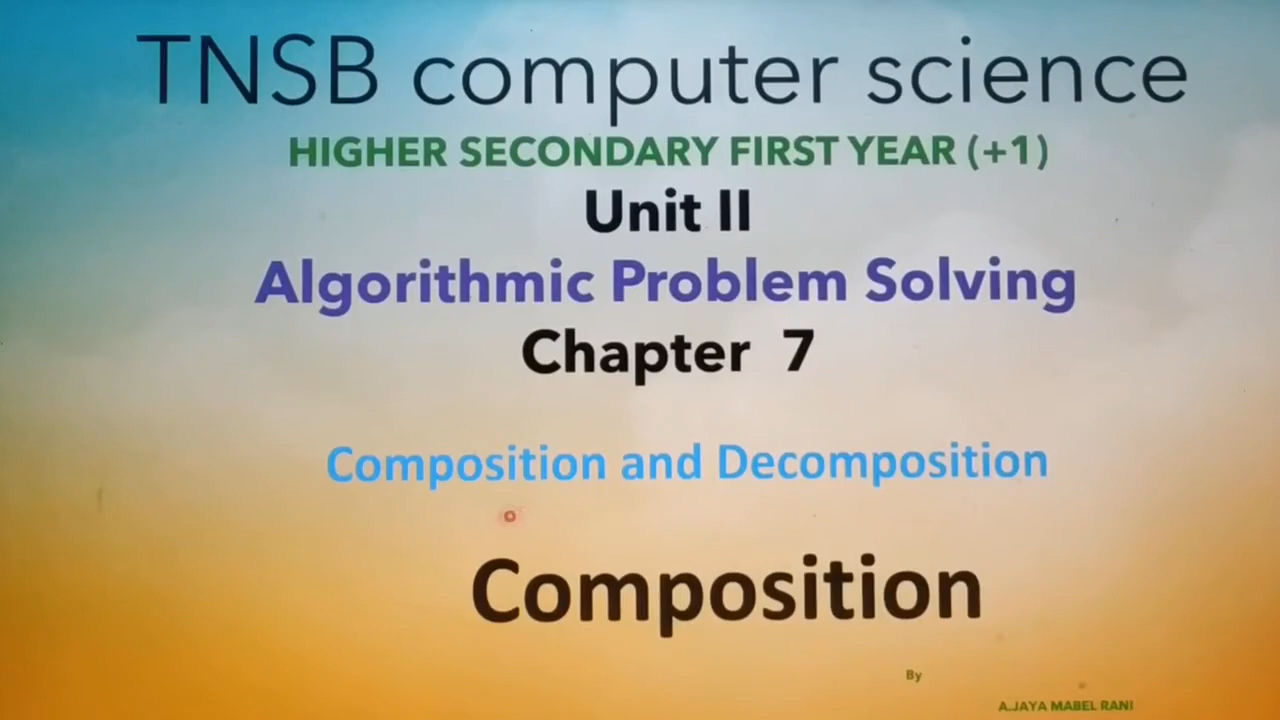 TNSB computer science
HIGHER SECONDARY FIRST YEAR (+1)
Unit II
Algorithmic Problem Solving
Chapter 7
Composition and Decomposition
Composition
By
A.JAYA MABEL RANI